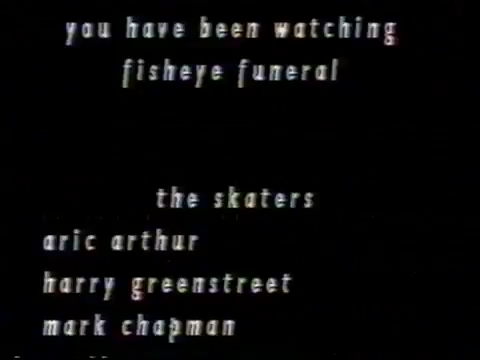 you have been watching
fisheye funeral
the skaters
aric arthur
harry greenstreet
mark chapman